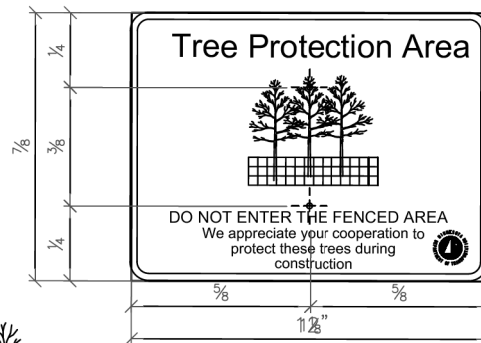 Tree Protection Area
DO NOT ENTER THE FENCED AREA
We appreciate your cooperation to
protect these trees during
construction
1/4
7/8
3/8
1/4
5/8
5/8